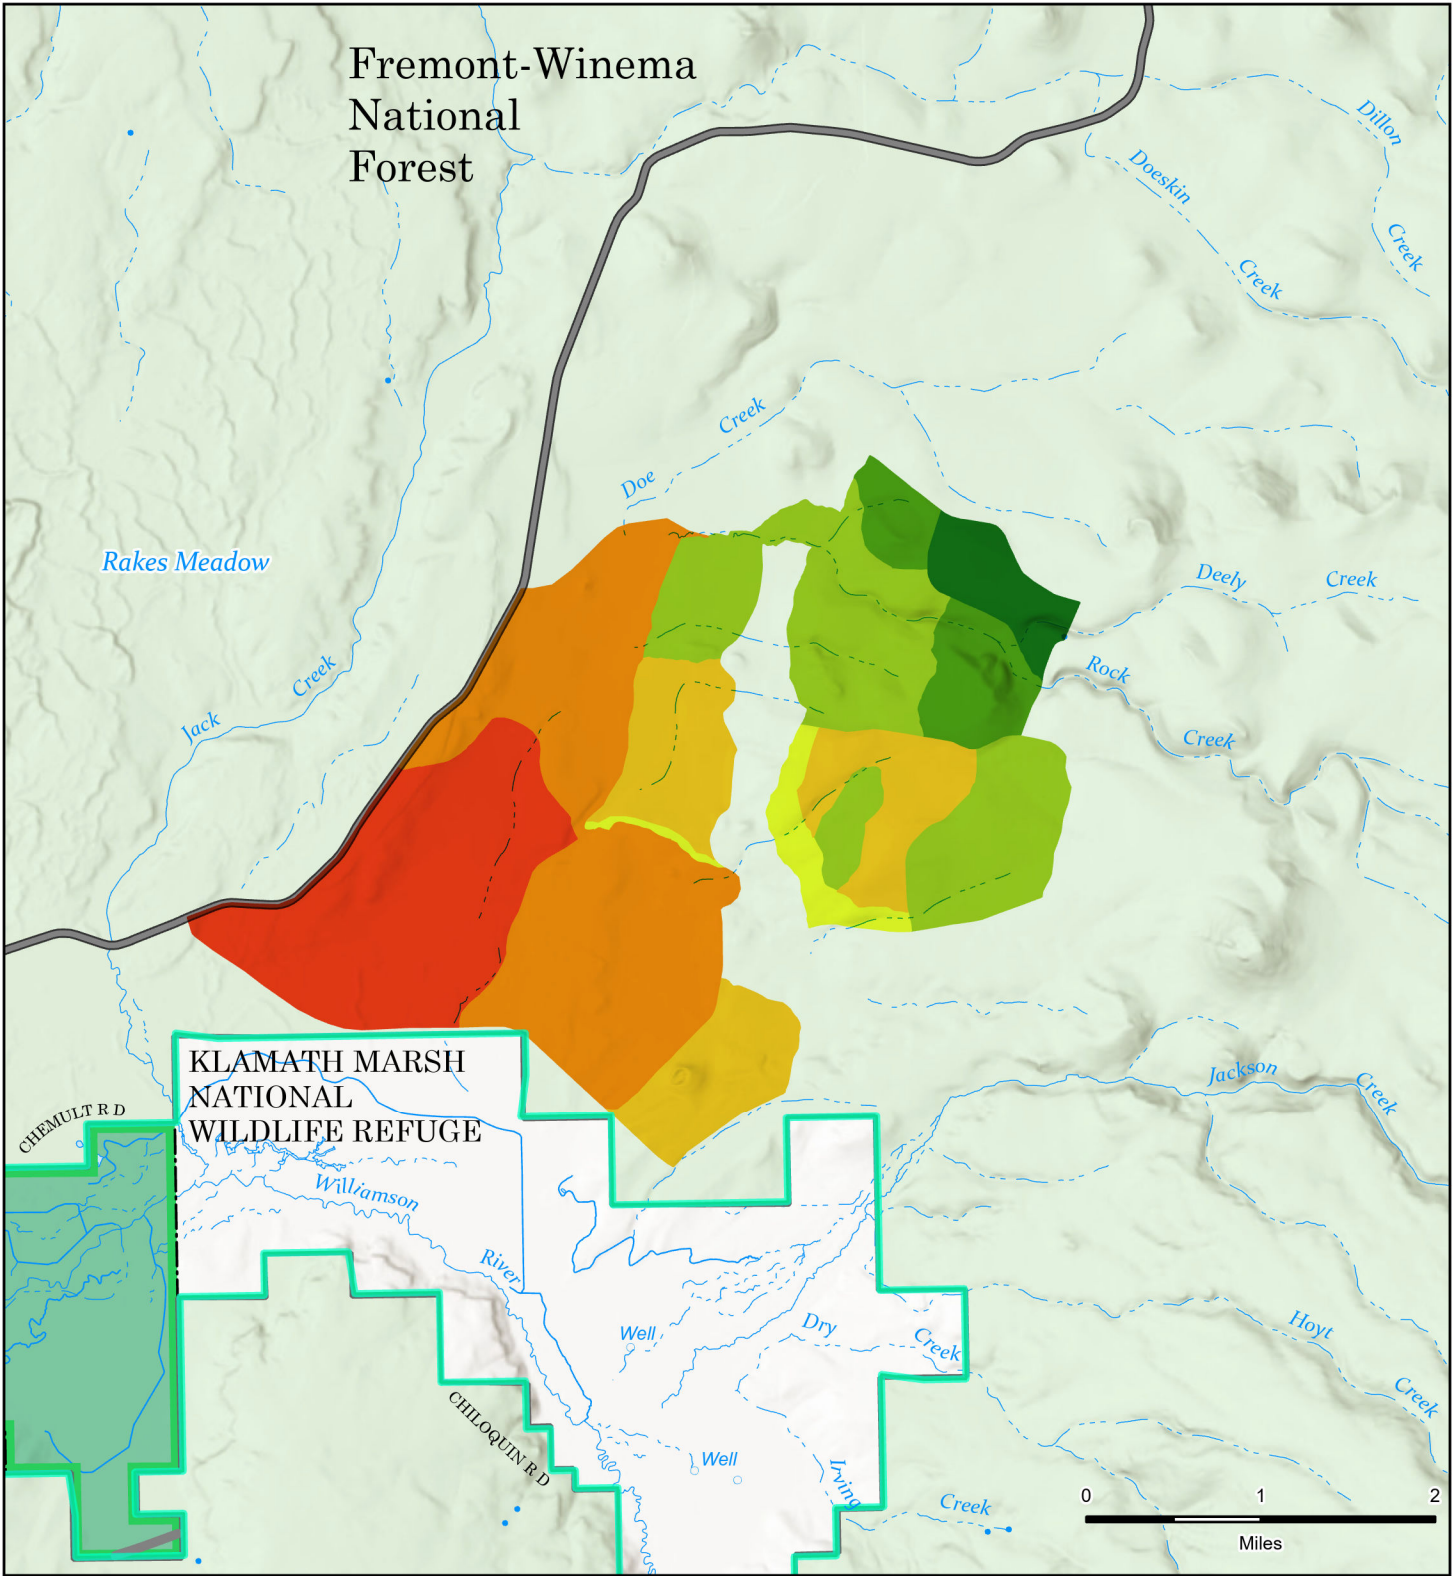 Fremont-Winema
National
Forest
Dillon
Creek
Doeskin
Creek
Doe
Creek
Rakes Meadow
Deely
Creek
Rock
Creek
Jack
Creek
KLAMATH MARSH
NATIONAL
WILDLIFE REFUGE
CHEMULT RD
Jackson
Creek
Williamson
River
Well
Dry
Creek
Hoyt
Creek
CHILOQUIN RD
Well
Irving
Creek
0 1 2
Miles